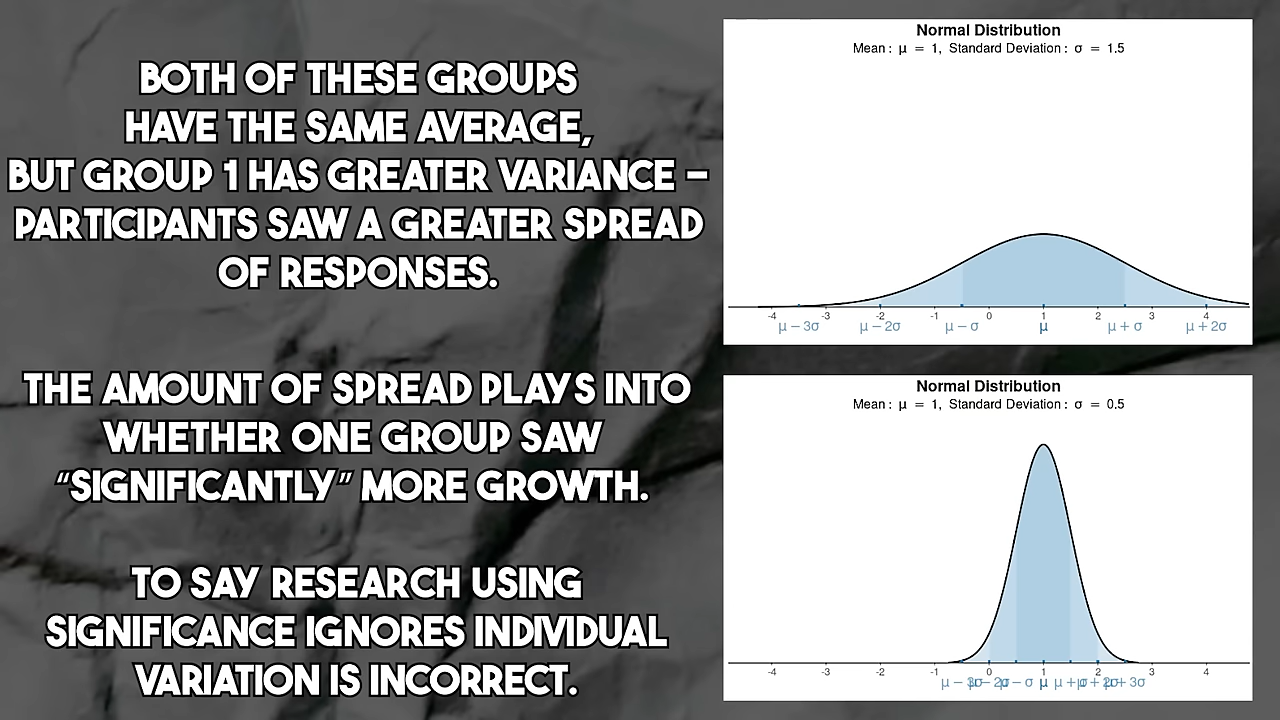 BOTH OF THESE GROUPS
HAVE THE SAME AVERAGE,
BUT GROUP 1 HAS GREATER VARIANCE –
PARTICIPANTS SAW A GREATER SPREAD
OF RESPONSES.
THE AMOUNT OF SPREAD PLAYS INTO
WHETHER ONE GROUP SAW
“SIGNIFICANTLY” MORE GROWTH.
TO SAY RESEARCH USING
SIGNIFICANCE IGNORES INDIVIDUAL
VARIATION IS INCORRECT.
Normal Distribution
Mean : μ = 1, Standard Deviation : σ = 1.5
-4 -3 -2 -1 0 1 2 3 4
μ − 3σ μ − 2σ μ − σ μ μ + σ μ + 2σ
Normal Distribution
Mean : μ = 1, Standard Deviation : σ = 0.5
-4 -3 -2 -1 0 1 2 3 4
μ − 3σ μ − 2σ μ − σ μ μ + σ μ + 2σ μ + 3σ